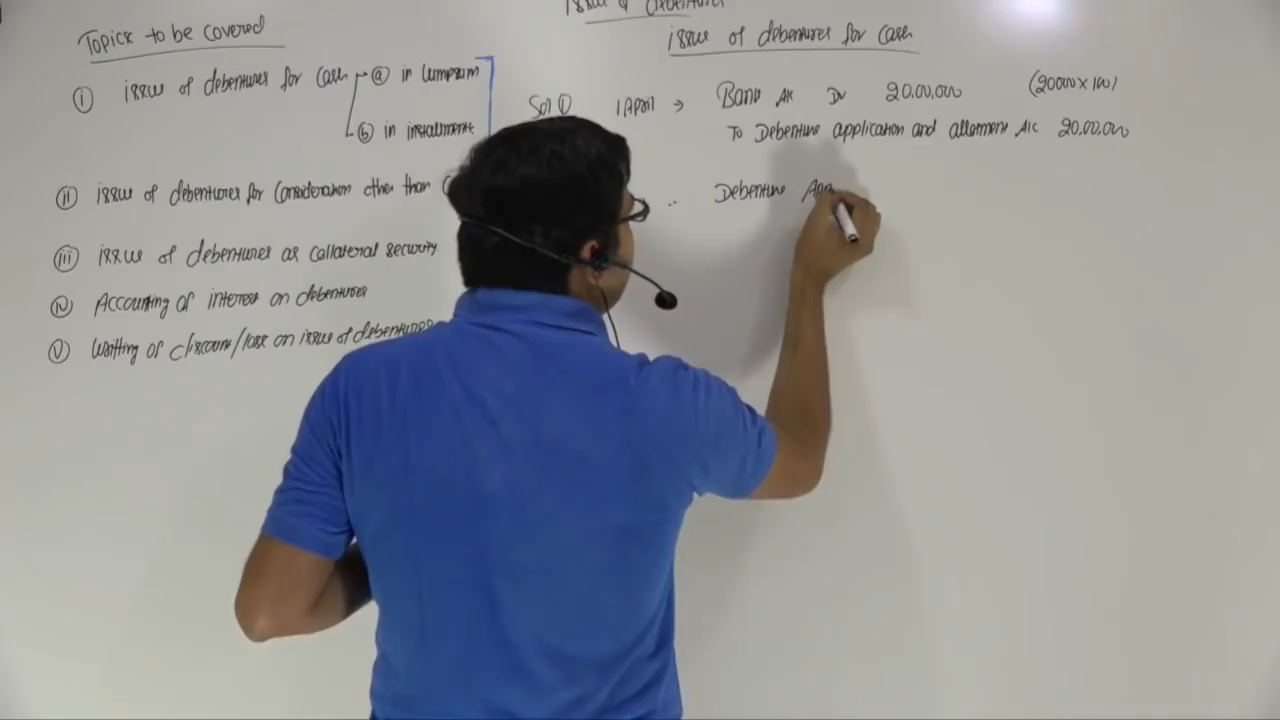 Topics to be covered
(i) issue of debentures for Cash → (a) in lumpsum
(b) in instalments
(ii) issue of debentures for Consideration other than
(iii) issue of debentures as collateral security
(iv) Accounting of interest on debentures
(v) Writting of discount/loss on issue of debentures
issue of debentures
issue of debentures for Cash
Sol (1) 1 April → Bank A/c Dr 20,00,000 (20000 x 100)
To Debenture application and allotment A/c 20,00,000
.. Debenture App